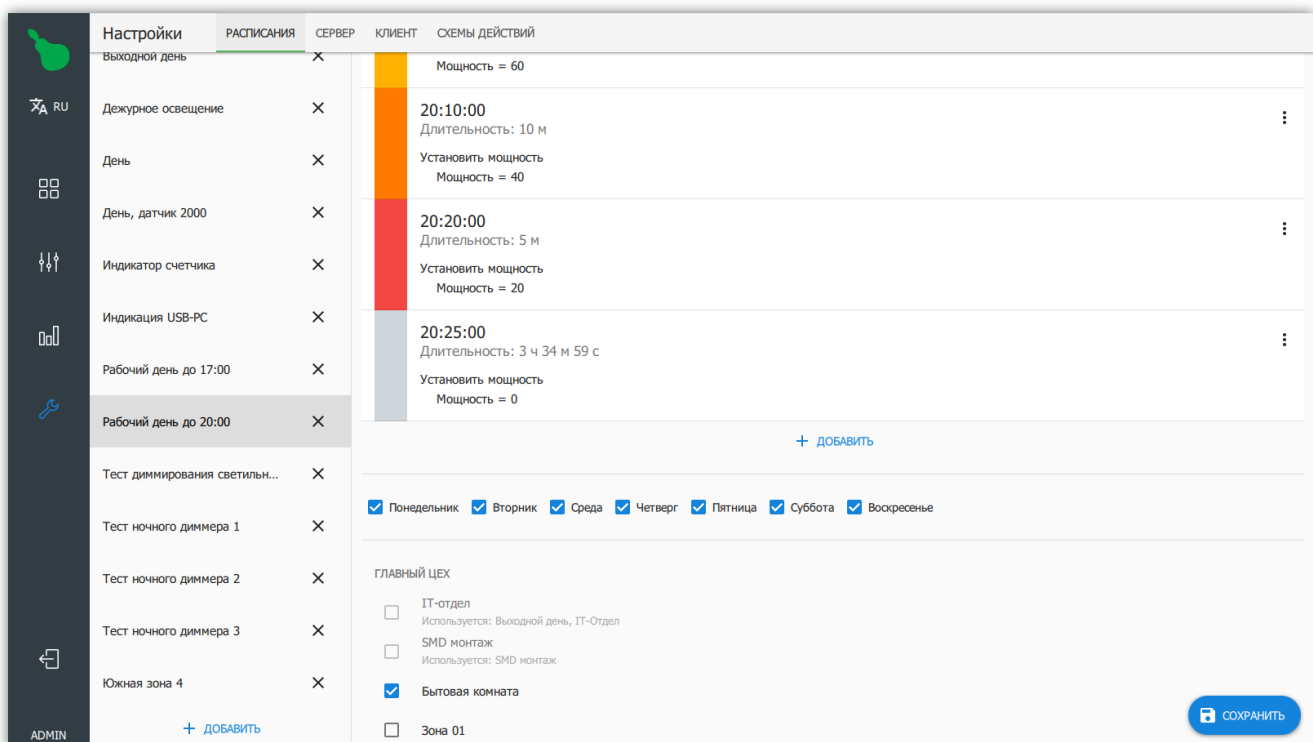 Настройки
РАСПИСАНИЯ
СЕРВЕР
КЛИЕНТ
СХЕМЫ ДЕЙСТВИЙ
RU
ADMIN
Выходной день
Дежурное освещение
День
День, датчик 2000
Индикатор счетчика
Индикация USB-PC
Рабочий день до 17:00
Рабочий день до 20:00
Тест диммирования светильн...
Тест ночного диммера 1
Тест ночного диммера 2
Тест ночного диммера 3
Южная зона 4
+ ДОБАВИТЬ
Мощность = 60
20:10:00
Длительность: 10 м
Установить мощность
Мощность = 40
20:20:00
Длительность: 5 м
Установить мощность
Мощность = 20
20:25:00
Длительность: 3 ч 34 м 59 с
Установить мощность
Мощность = 0
+ ДОБАВИТЬ
Понедельник Вторник Среда Четверг Пятница Суббота Воскресенье
ГЛАВНЫЙ ЦЕХ
IT-отдел
Используется: Выходной день, IT-Отдел
SMD монтаж
Используется: SMD монтаж
Бытовая комната
Зона 01
СОХРАНИТЬ